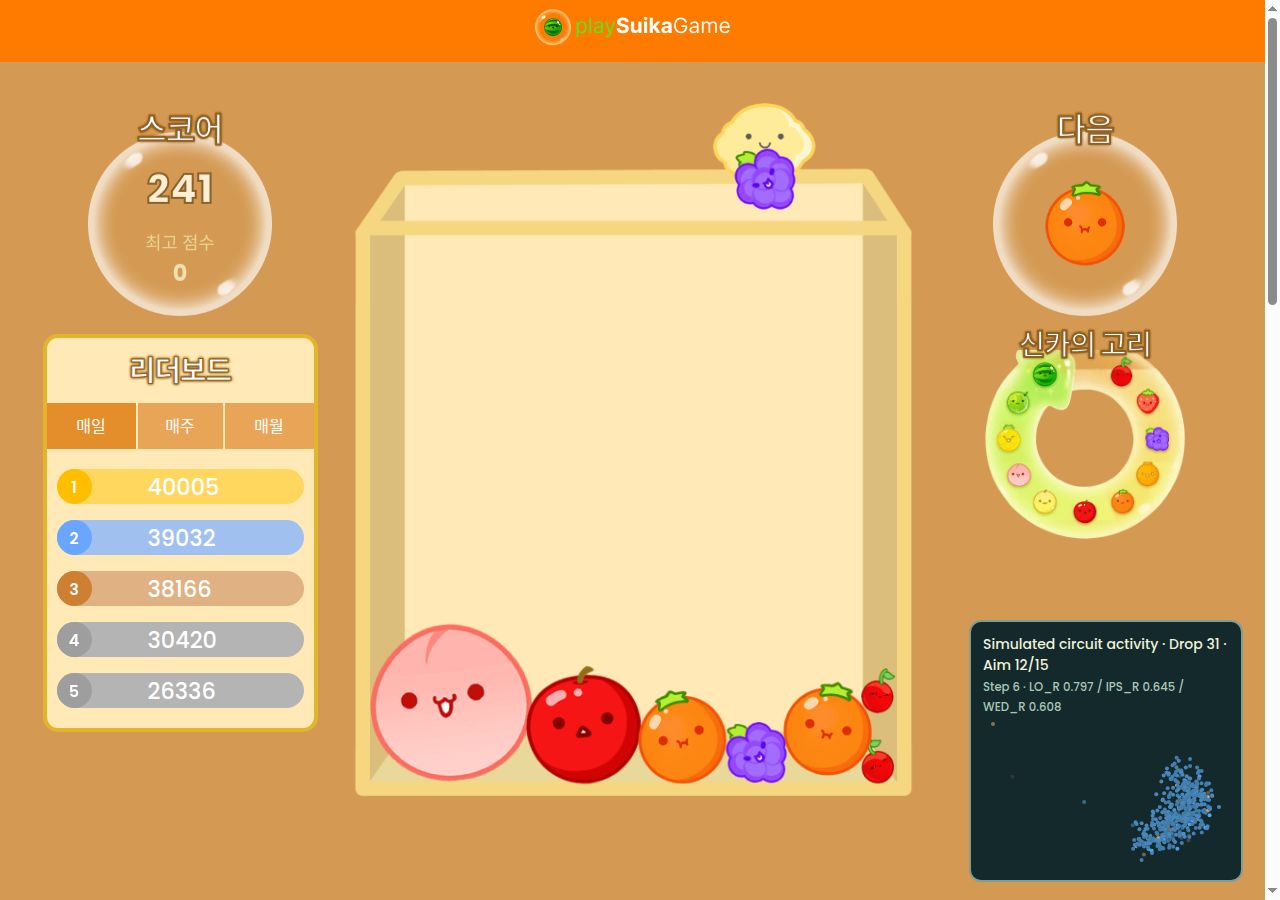 playSuikaGame
스코어
241
최고 점수
0
리더보드
매일 매주 매월
1 40005
2 39032
3 38166
4 30420
5 26336
다음
신카의 고리
Simulated circuit activity · Drop 31 ·
Aim 12/15
Step 6 · LO_R 0.797 / IPS_R 0.645 /
WED_R 0.608